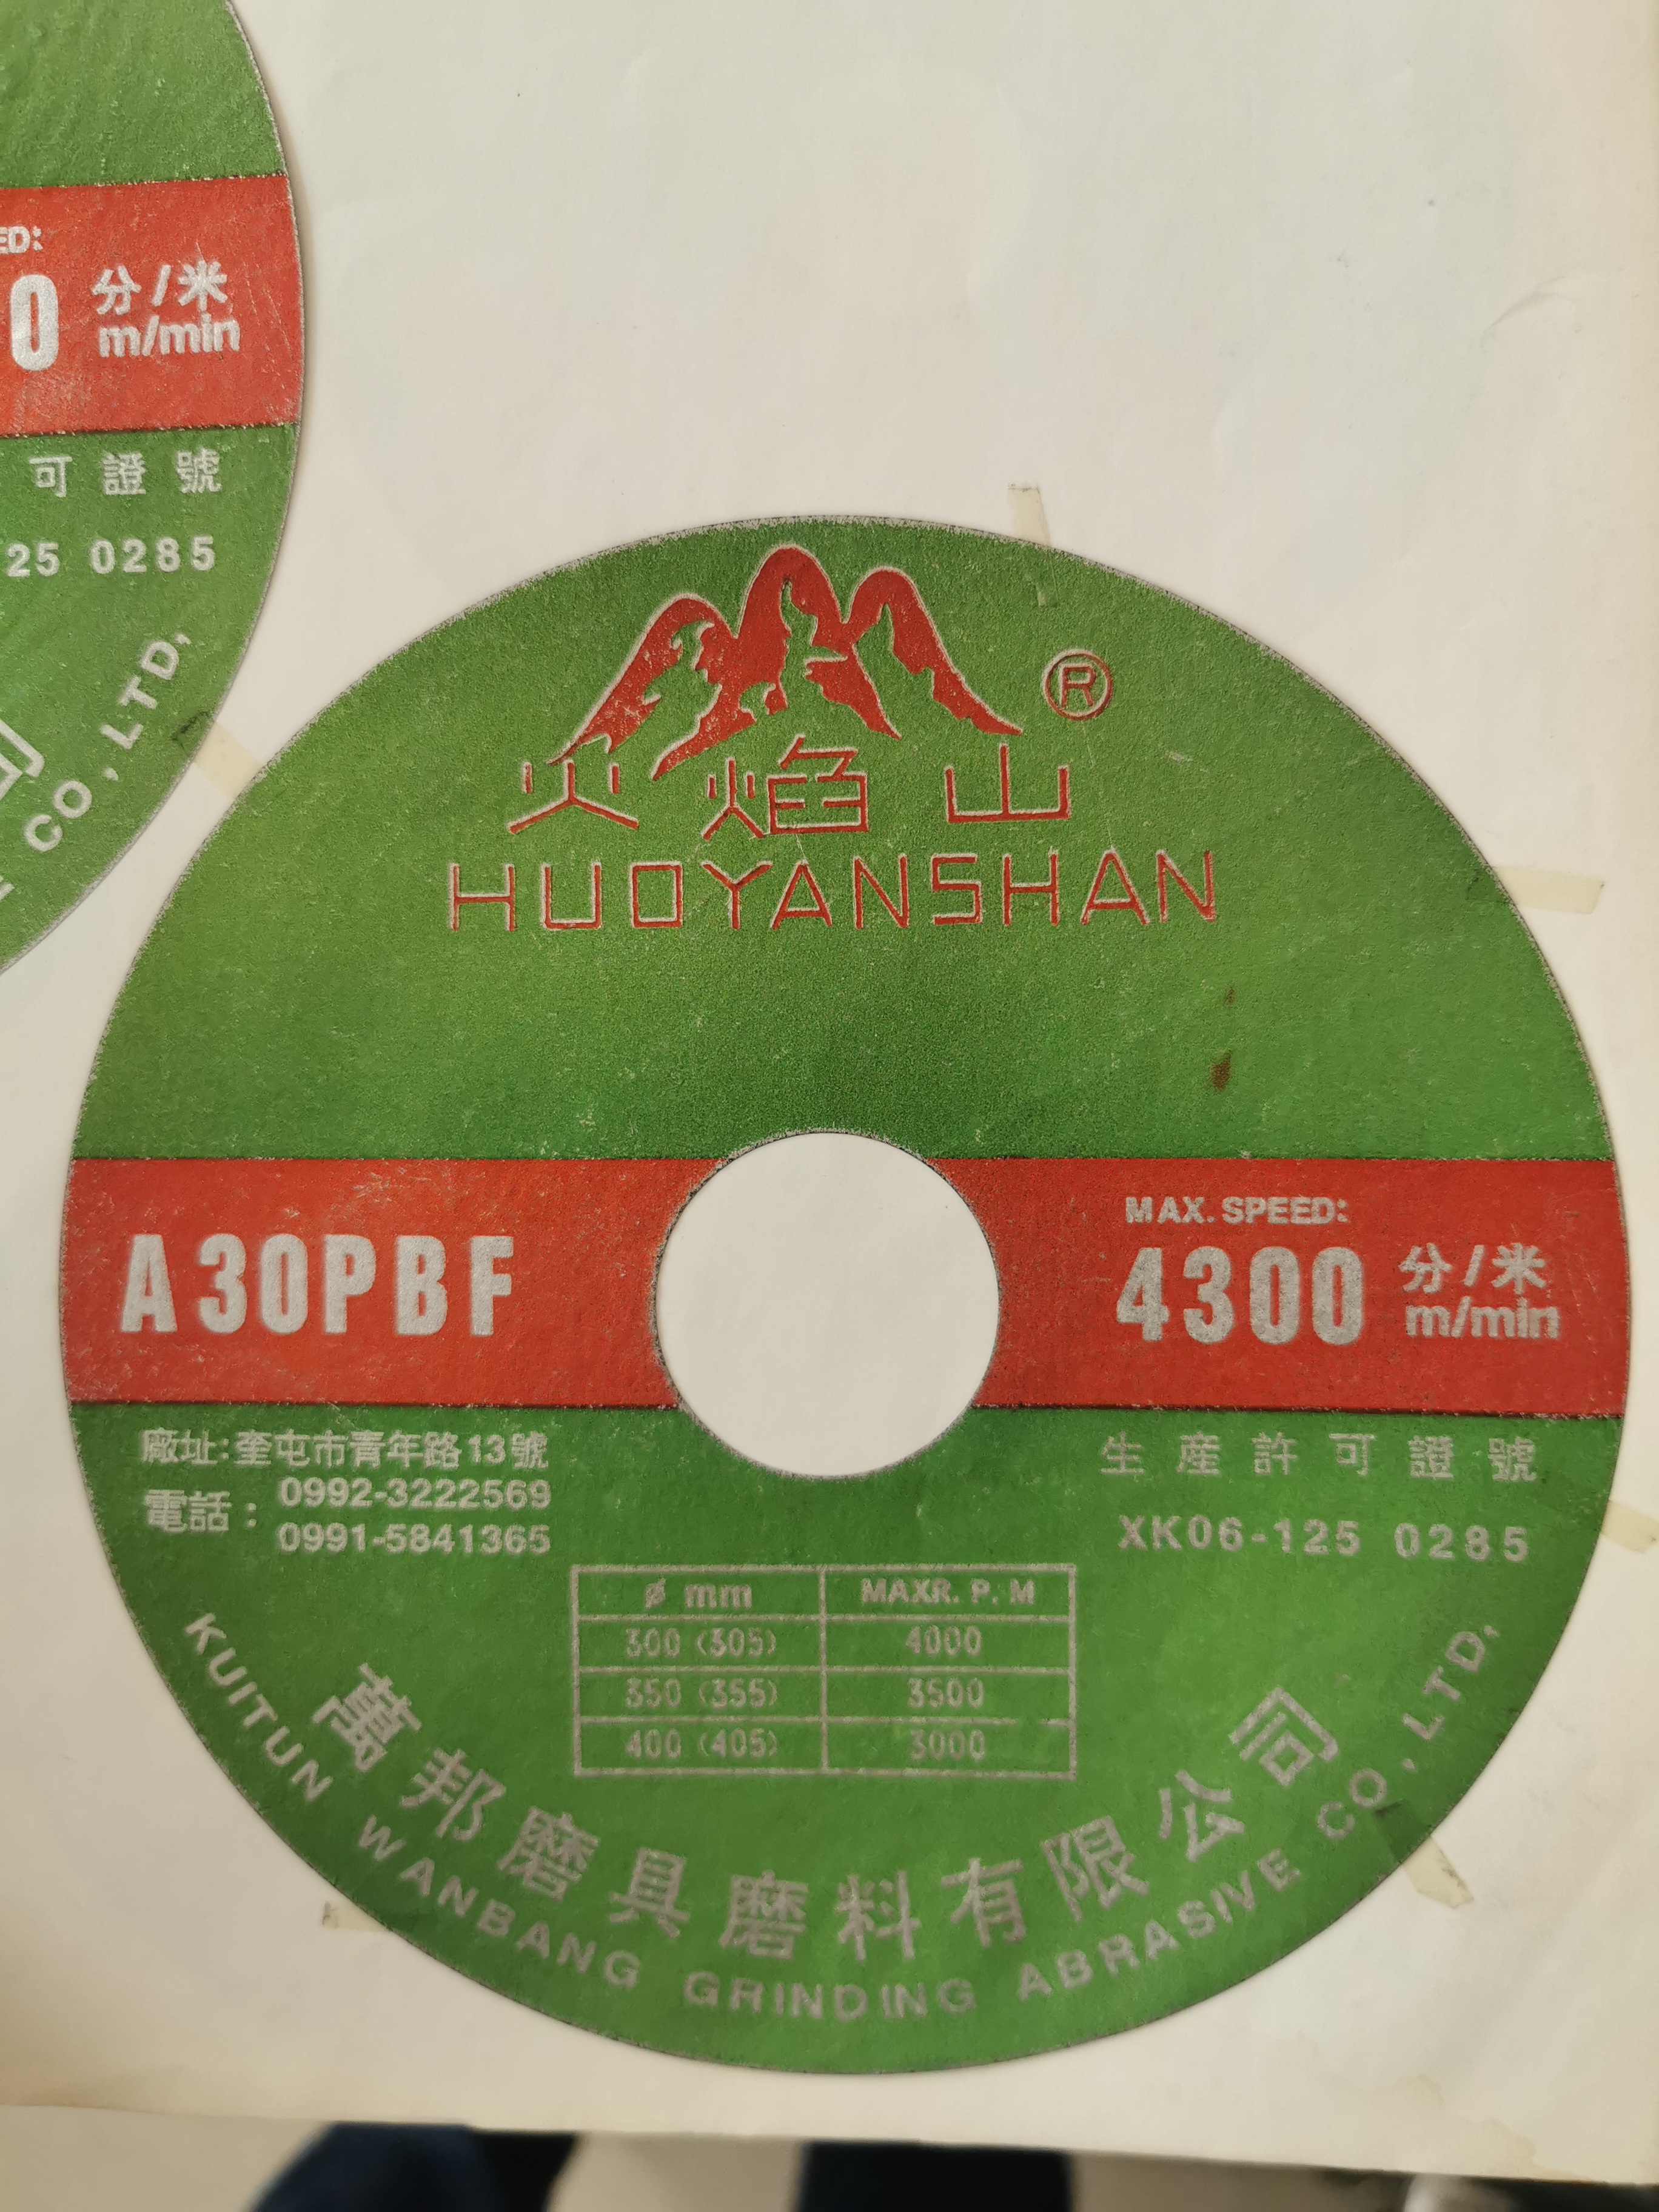 ED:
0 分/米
m/min
可證號
25 0285
CO.,LTD,
®
火焰山
HUOYANSHAN
A30PBF
MAX. SPEED:
4300 分/米
m/min
廠址:奎屯市青年路13號
電話: 0992-3222569
0991-5841365
生産許可證號
XK06-125 0285
ø mm MAXR. P. M
300 (305) 4000
350 (355) 3500
400 (405) 3000
萬邦磨具磨料有限公司
KUITUN WANBANG GRINDING ABRASIVE CO., LTD,